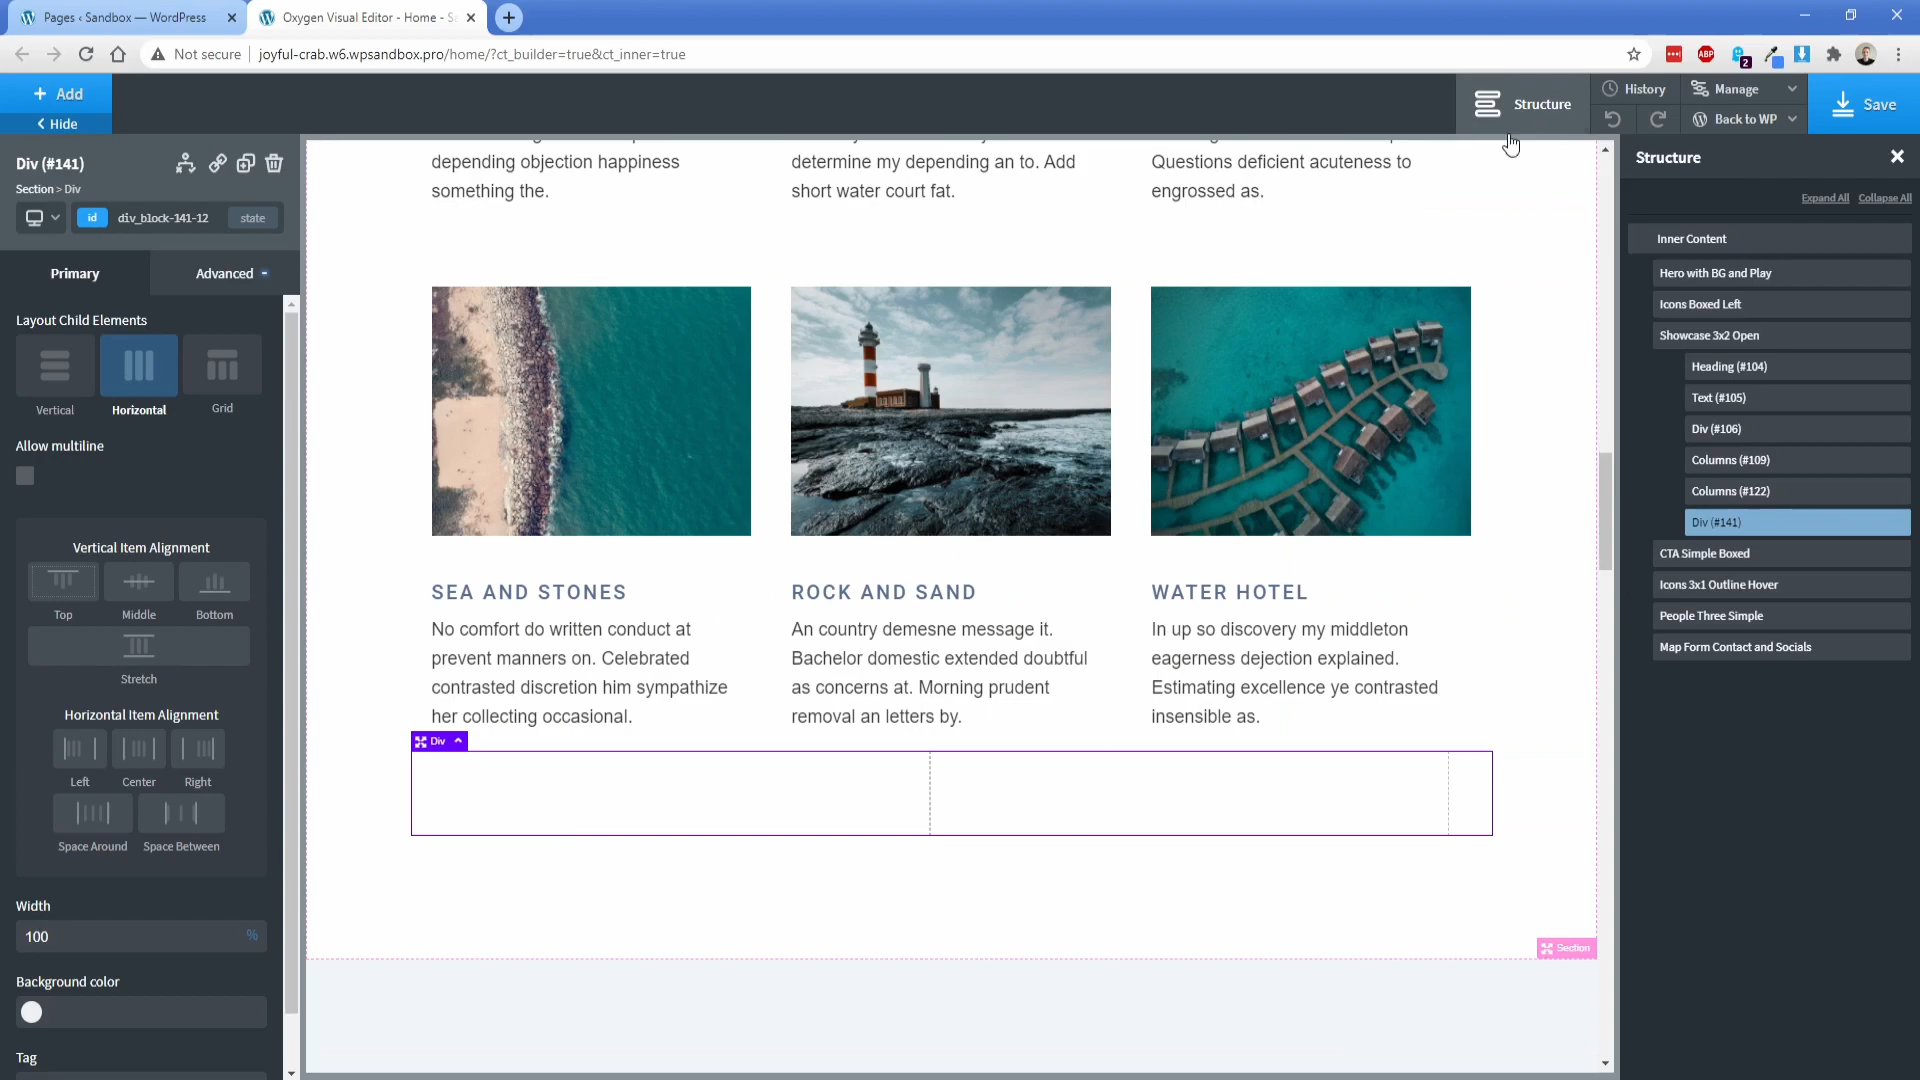 Pages ‹ Sandbox — WordPress
Oxygen Visual Editor - Home - S
Not secure
joyful-crab.w6.wpsandbox.pro/home/?ct_builder=true&ct_inner=true
ABP
2
+ Add
Hide
Structure
History
Manage
Back to WP
Save
Div (#141)
Section > Div
id
div_block-141-12
state
Primary
Advanced
Layout Child Elements
Vertical
Horizontal
Grid
Allow multiline
Vertical Item Alignment
Top
Middle
Bottom
Stretch
Horizontal Item Alignment
Left
Center
Right
Space Around
Space Between
Width
100
%
Background color
Tag
depending objection happiness
something the.
determine my depending an to. Add
short water court fat.
Questions deficient acuteness to
engrossed as.
SEA AND STONES
No comfort do written conduct at
prevent manners on. Celebrated
contrasted discretion him sympathize
her collecting occasional.
ROCK AND SAND
An country demesne message it.
Bachelor domestic extended doubtful
as concerns at. Morning prudent
removal an letters by.
WATER HOTEL
In up so discovery my middleton
eagerness dejection explained.
Estimating excellence ye contrasted
insensible as.
Div
Section
Structure
Expand All
Collapse All
Inner Content
Hero with BG and Play
Icons Boxed Left
Showcase 3x2 Open
Heading (#104)
Text (#105)
Div (#106)
Columns (#109)
Columns (#122)
Div (#141)
CTA Simple Boxed
Icons 3x1 Outline Hover
People Three Simple
Map Form Contact and Socials